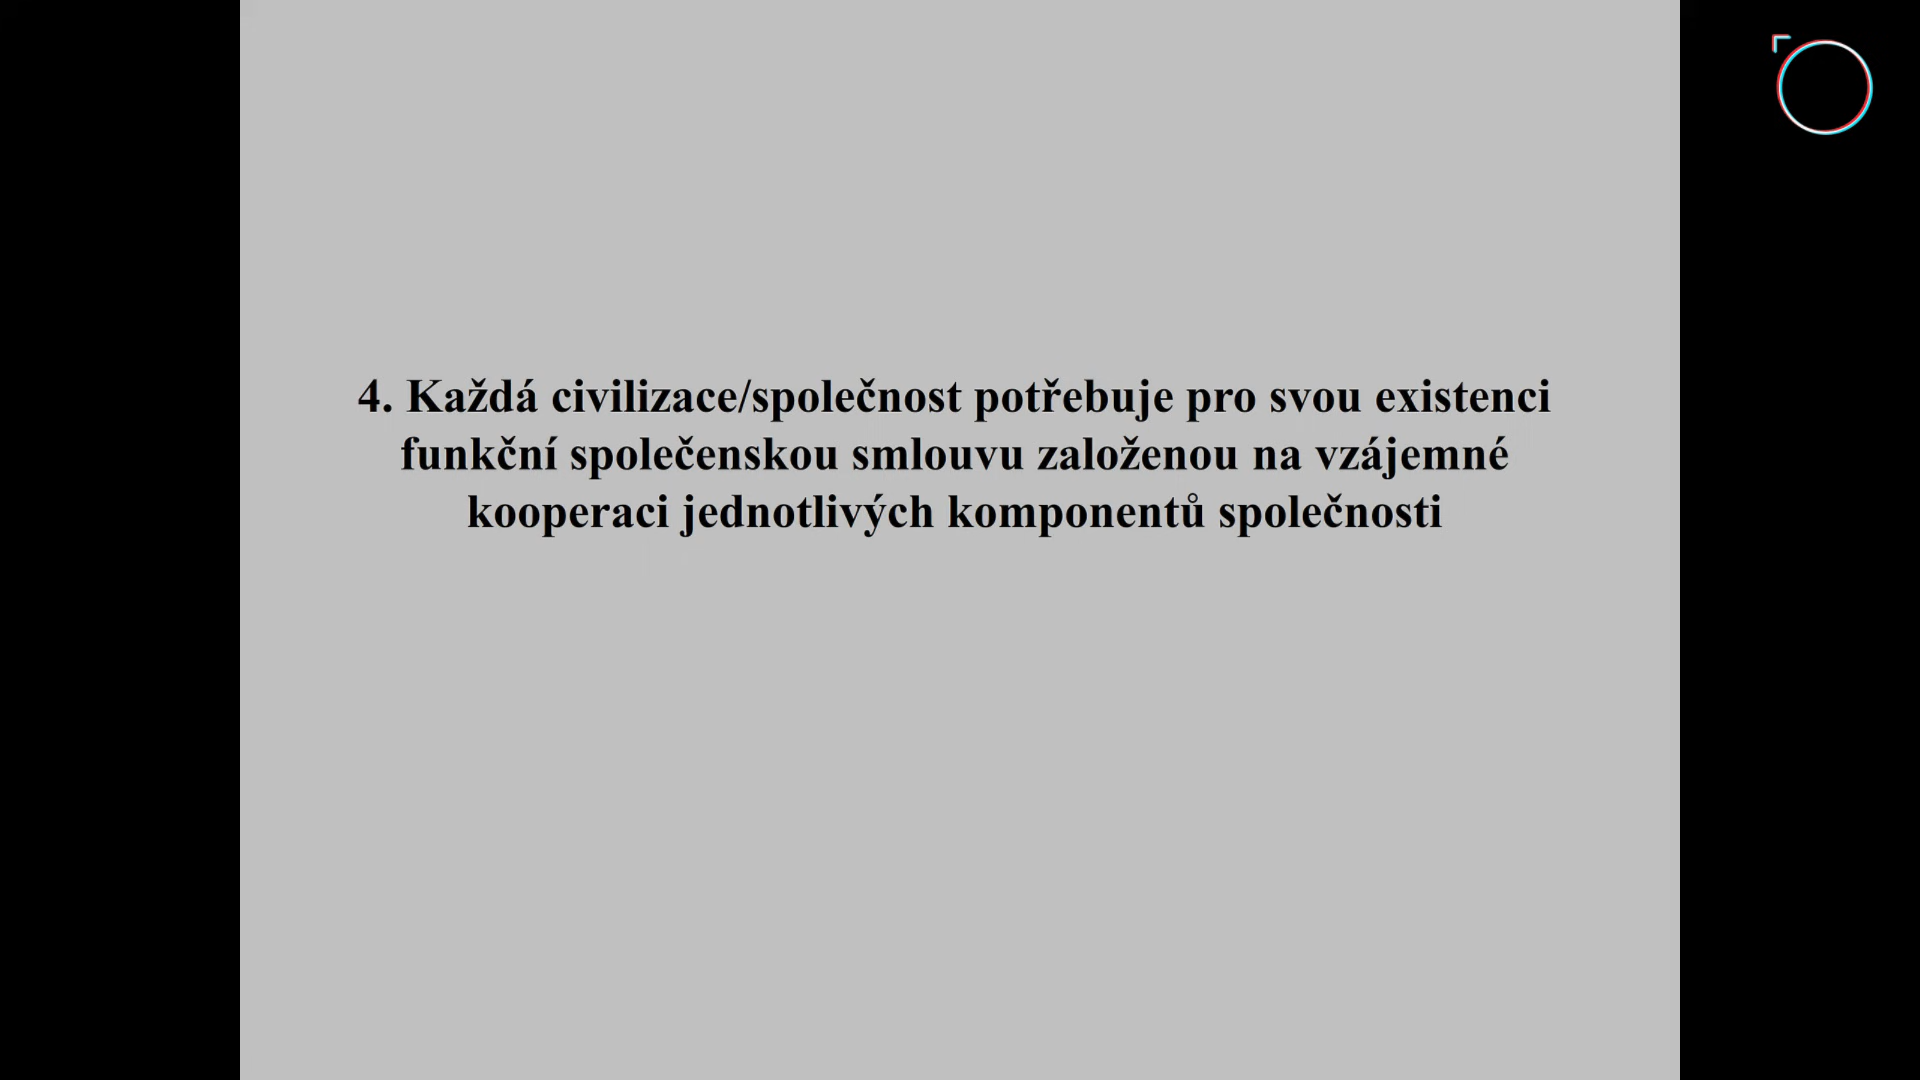 4. Každá civilizace/společnost potřebuje pro svou existenci
funkční společenskou smlouvu založenou na vzájemné
kooperaci jednotlivých komponentů společnosti